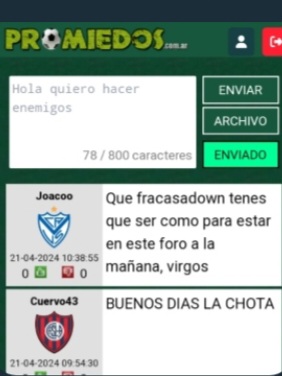 PROMIEDOS.com.ar
Hola quiero hacer
enemigos
78 / 800 caracteres
ENVIAR
ARCHIVO
ENVIADO
Joacoo
21-04-2024 10:38:55
0 0
Que fracasadown tenes
que ser como para estar
en este foro a la
mañana, virgos
Cuervo43
21-04-2024 09:54:30
BUENOS DIAS LA CHOTA